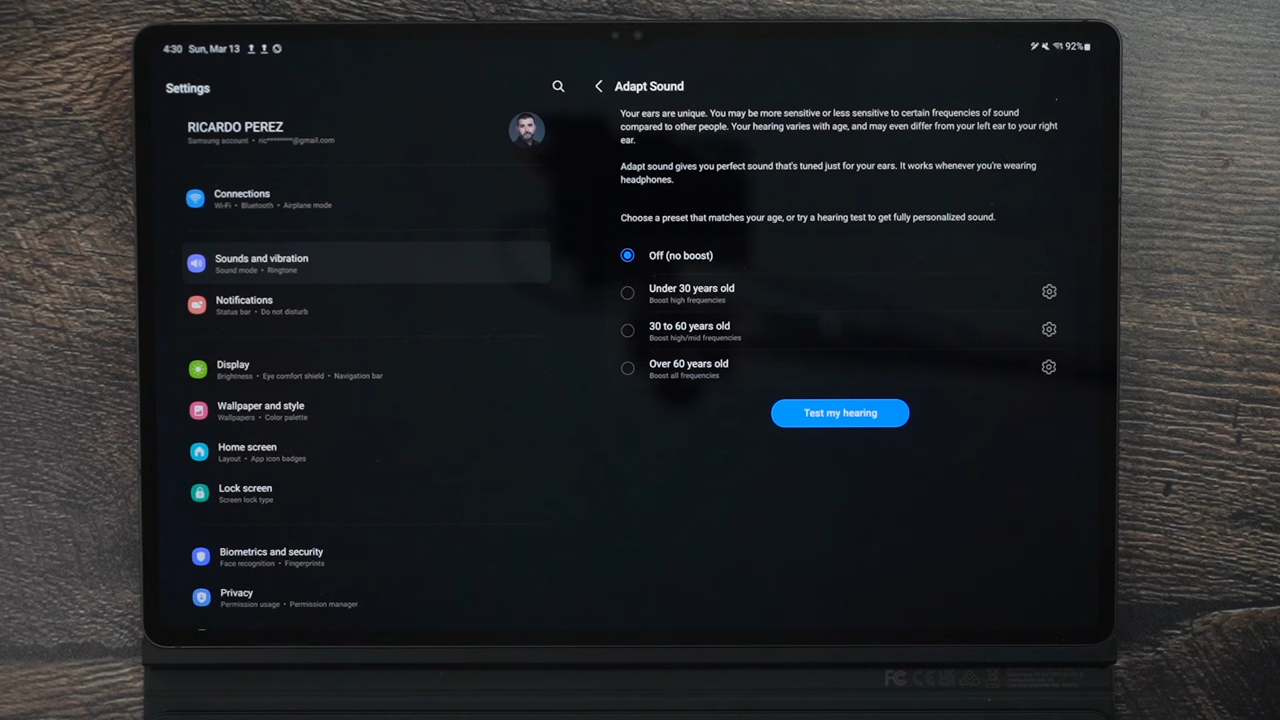 4:30 Sun, Mar 13
92%
Settings
RICARDO PEREZ
Samsung account • ric********@gmail.com
Connections
Wi-Fi • Bluetooth • Airplane mode
Sounds and vibration
Sound mode • Ringtone
Notifications
Status bar • Do not disturb
Display
Brightness • Eye comfort shield • Navigation bar
Wallpaper and style
Wallpapers • Color palette
Home screen
Layout • App icon badges
Lock screen
Screen lock type
Biometrics and security
Face recognition • Fingerprints
Privacy
Permission usage • Permission manager
Adapt Sound
Your ears are unique. You may be more sensitive or less sensitive to certain frequencies of sound
compared to other people. Your hearing varies with age, and may even differ from your left ear to your right
ear.
Adapt sound gives you perfect sound that's tuned just for your ears. It works whenever you're wearing
headphones.
Choose a preset that matches your age, or try a hearing test to get fully personalized sound.
Off (no boost)
Under 30 years old
Boost high frequencies
30 to 60 years old
Boost high/mid frequencies
Over 60 years old
Boost all frequencies
Test my hearing
FC CE